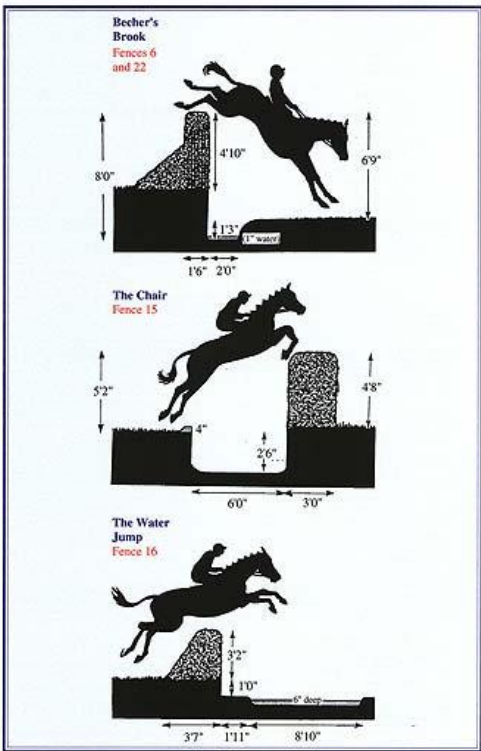 Becher's
Brook
Fences 6
and 22
8'0"
4'10"
6'9"
1'3"
(1" water)
1'6"
2'0"
The Chair
Fence 15
5'2"
4"
4'8"
2'6"
6'0"
3'0"
The Water
Jump
Fence 16
3'2"
1'0"
6" deep
3'7"
1'11"
8'10"